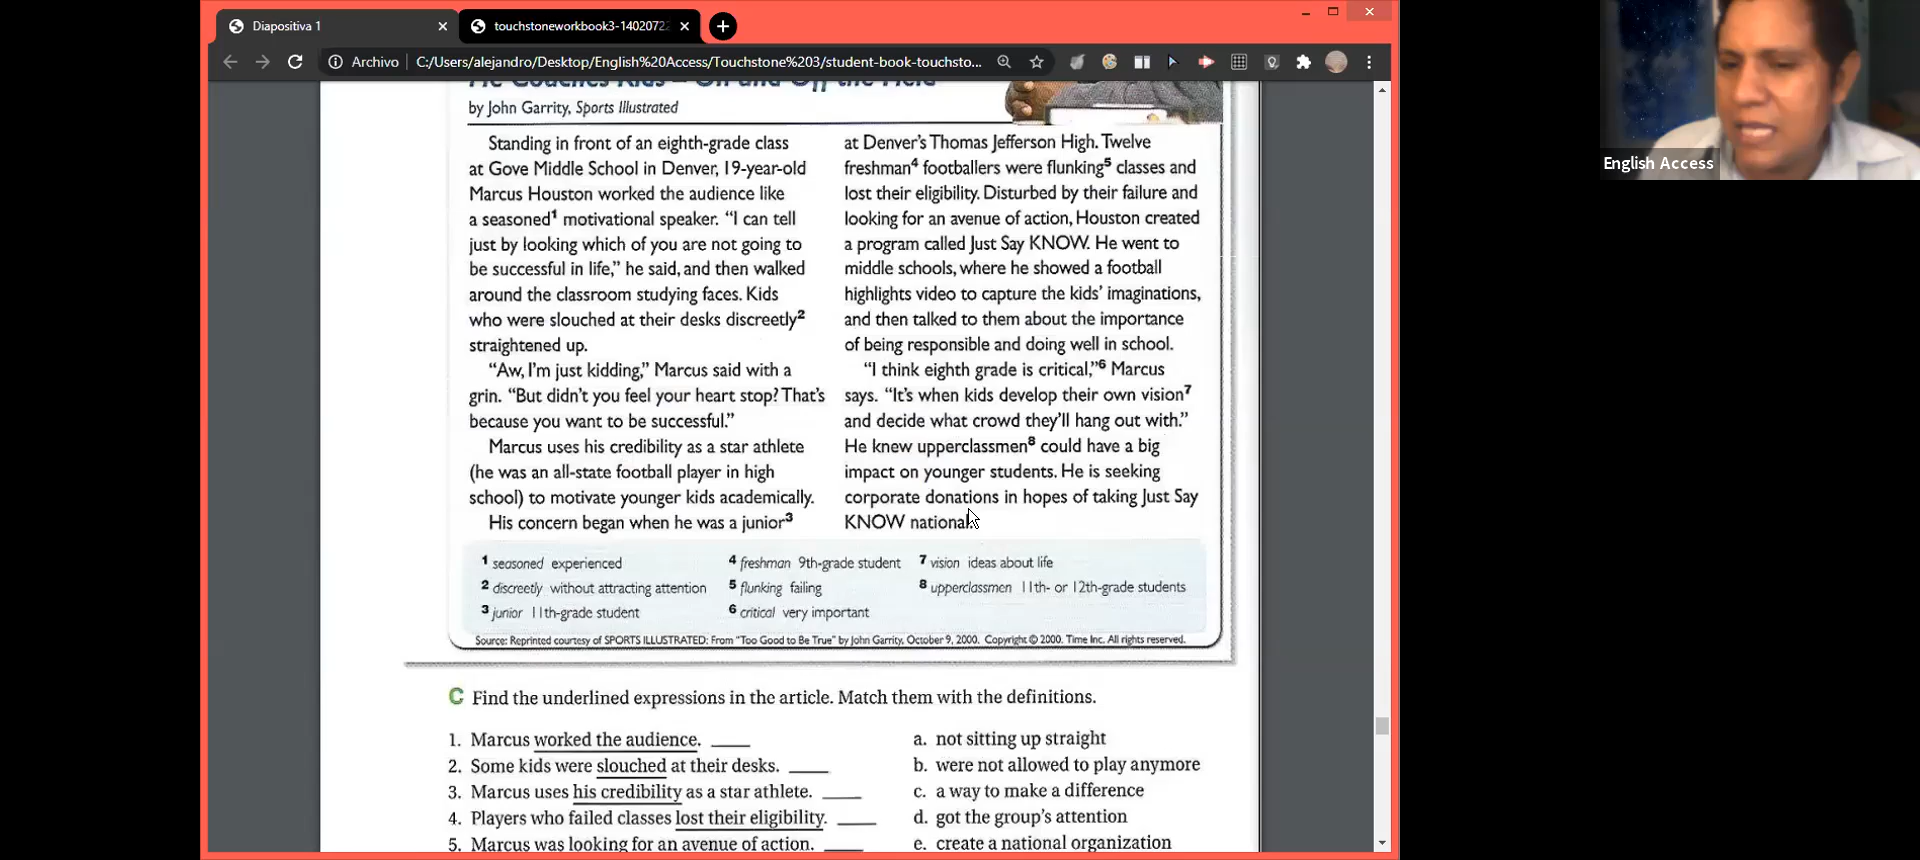 Diapositiva 1
touchstoneworkbook3-1402072
Archivo
C:/Users/alejandro/Desktop/English%20Access/Touchstone%203/student-book-touchsto...
English Access
He Coaches Kids – On and Off the Field
by John Garrity, Sports Illustrated
Standing in front of an eighth-grade class
at Gove Middle School in Denver, 19-year-old
Marcus Houston worked the audience like
a seasoned¹ motivational speaker. “I can tell
just by looking which of you are not going to
be successful in life,” he said, and then walked
around the classroom studying faces. Kids
who were slouched at their desks discreetly²
straightened up.
“Aw, I’m just kidding,” Marcus said with a
grin. “But didn’t you feel your heart stop? That’s
because you want to be successful.”
Marcus uses his credibility as a star athlete
(he was an all-state football player in high
school) to motivate younger kids academically.
His concern began when he was a junior³
at Denver’s Thomas Jefferson High. Twelve
freshman⁴ footballers were flunking⁵ classes and
lost their eligibility. Disturbed by their failure and
looking for an avenue of action, Houston created
a program called Just Say KNOW. He went to
middle schools, where he showed a football
highlights video to capture the kids’ imaginations,
and then talked to them about the importance
of being responsible and doing well in school.
“I think eighth grade is critical,”⁶ Marcus
says. “It’s when kids develop their own vision⁷
and decide what crowd they’ll hang out with.”
He knew upperclassmen⁸ could have a big
impact on younger students. He is seeking
corporate donations in hopes of taking Just Say
KNOW national.
¹ seasoned experienced
² discreetly without attracting attention
³ junior 11th-grade student
⁴ freshman 9th-grade student
⁵ flunking failing
⁶ critical very important
⁷ vision ideas about life
⁸ upperclassmen 11th- or 12th-grade students
Source: Reprinted courtesy of SPORTS ILLUSTRATED: From “Too Good to Be True” by John Garrity, October 9, 2000. Copyright © 2000. Time Inc. All rights reserved.
C Find the underlined expressions in the article. Match them with the definitions.
1. Marcus worked the audience. ____
2. Some kids were slouched at their desks. ____
3. Marcus uses his credibility as a star athlete. ____
4. Players who failed classes lost their eligibility. ____
5. Marcus was looking for an avenue of action. ____
a. not sitting up straight
b. were not allowed to play anymore
c. a way to make a difference
d. got the group’s attention
e. create a national organization